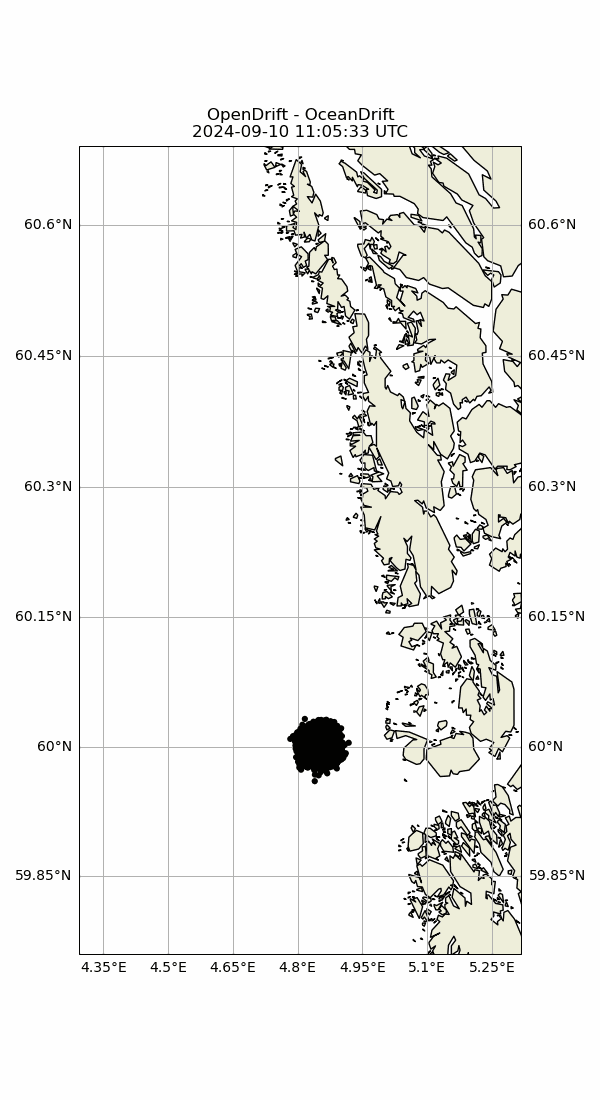 OpenDrift - OceanDrift
2024-09-10 11:05:33 UTC
60.6°N 60.6°N
60.45°N 60.45°N
60.3°N 60.3°N
60.15°N 60.15°N
60°N 60°N
59.85°N 59.85°N
4.35°E 4.5°E 4.65°E 4.8°E 4.95°E 5.1°E 5.25°E